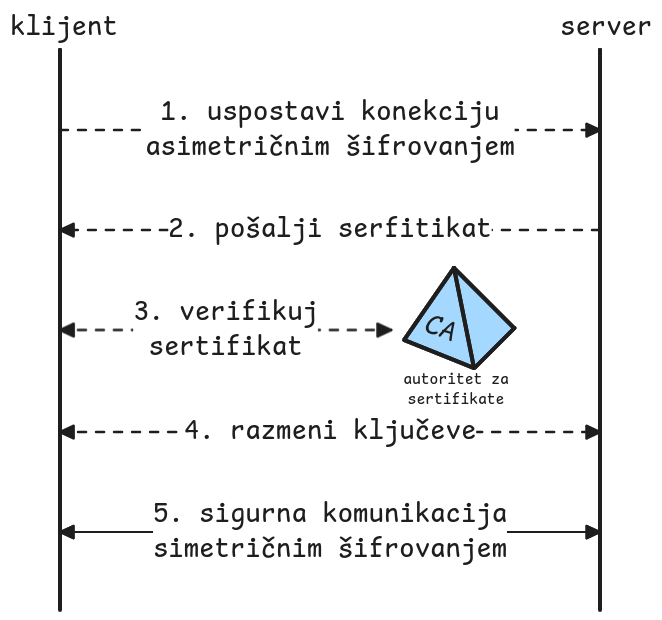 klijent
server
1. uspostavi konekciju
asimetričnim šifrovanjem
2. pošalji serfitikat
3. verifikuj
sertifikat
CA
autoritet za
sertifikate
4. razmeni ključeve
5. sigurna komunikacija
simetričnim šifrovanjem